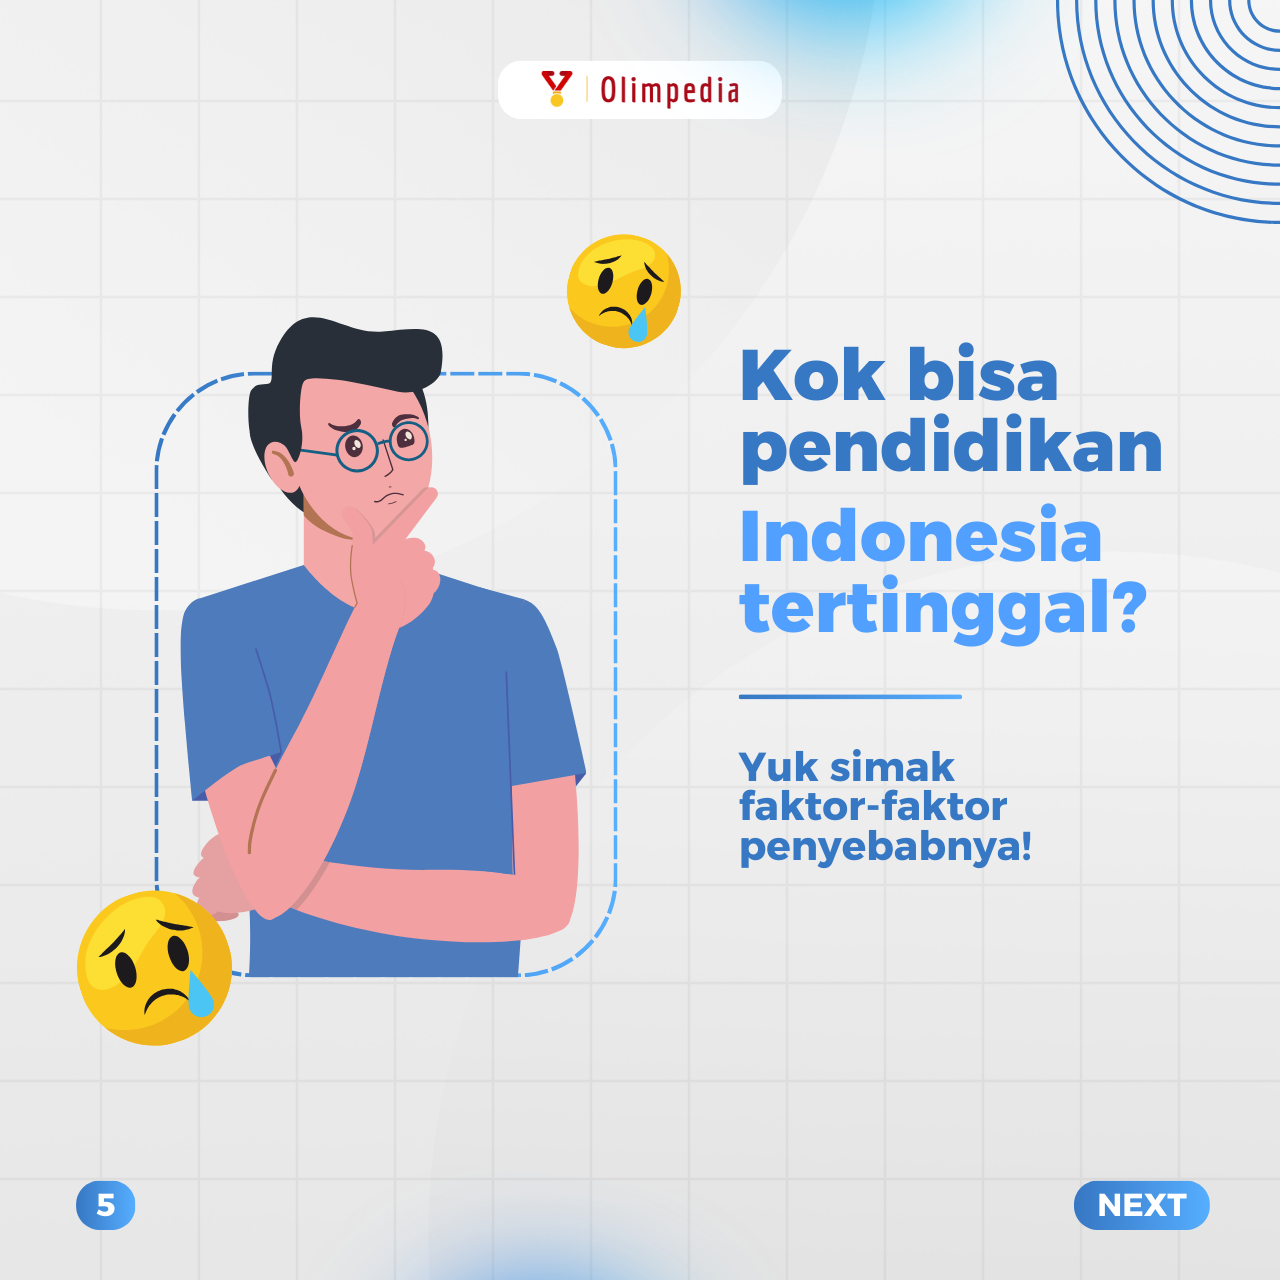 Olimpedia
Kok bisa
pendidikan
Indonesia
tertinggal?
Yuk simak
faktor-faktor
penyebabnya!
5
NEXT